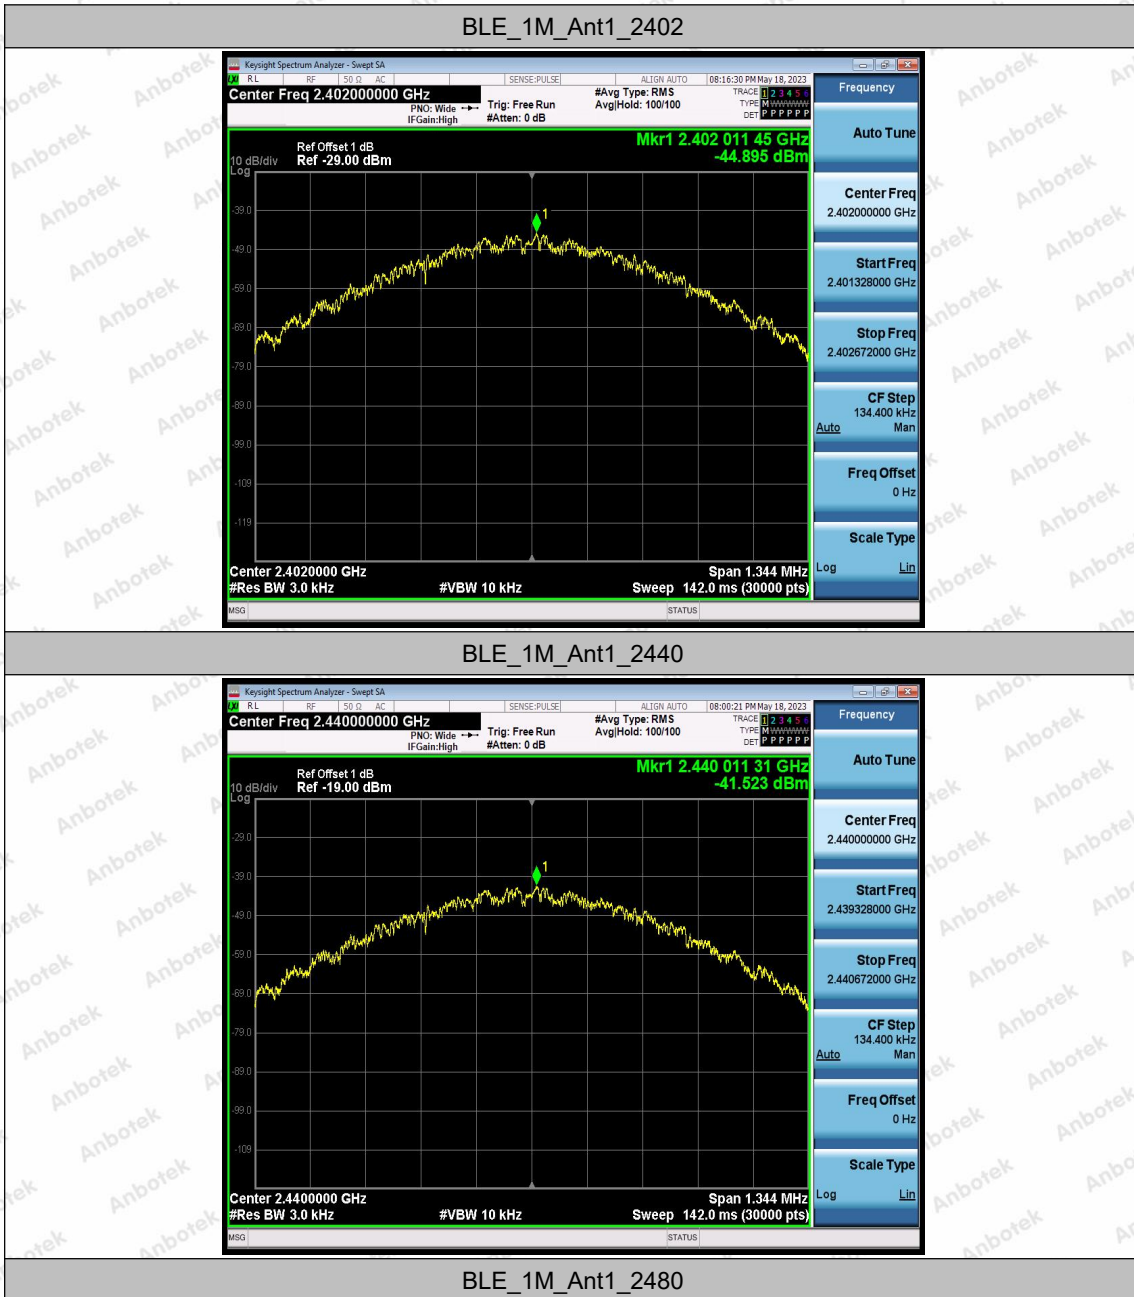 BLE_1M_Ant1_2402
Keysight Spectrum Analyzer - Swept SA
RL RF 50 Ω AC SENSE:PULSE ALIGN AUTO 08:16:30 PM May 18, 2023
Center Freq 2.402000000 GHz
PNO: Wide
IFGain:High
Trig: Free Run
#Atten: 0 dB
#Avg Type: RMS
Avg|Hold: 100/100
TRACE 1 2 3 4 5 6
TYPE M W W W W W
DET P P P P P P
Frequency
Auto Tune
Center Freq
2.402000000 GHz
Start Freq
2.401328000 GHz
Stop Freq
2.402672000 GHz
CF Step
134.400 kHz
Auto Man
Freq Offset
0 Hz
Scale Type
Log Lin
Mkr1 2.402 011 45 GHz
-44.895 dBm
Ref Offset 1 dB
10 dB/div Ref -29.00 dBm
Log
1
-39.0
-49.0
-59.0
-69.0
-79.0
-89.0
-99.0
-109
-119
Center 2.4020000 GHz Span 1.344 MHz
#Res BW 3.0 kHz #VBW 10 kHz Sweep 142.0 ms (30000 pts)
MSG STATUS
BLE_1M_Ant1_2440
Keysight Spectrum Analyzer - Swept SA
RL RF 50 Ω AC SENSE:PULSE ALIGN AUTO 08:00:21 PM May 18, 2023
Center Freq 2.440000000 GHz
PNO: Wide
IFGain:High
Trig: Free Run
#Atten: 0 dB
#Avg Type: RMS
Avg|Hold: 100/100
TRACE 1 2 3 4 5 6
TYPE M W W W W W
DET P P P P P P
Frequency
Auto Tune
Center Freq
2.440000000 GHz
Start Freq
2.439328000 GHz
Stop Freq
2.440672000 GHz
CF Step
134.400 kHz
Auto Man
Freq Offset
0 Hz
Scale Type
Log Lin
Mkr1 2.440 011 31 GHz
-41.523 dBm
Ref Offset 1 dB
10 dB/div Ref -19.00 dBm
Log
1
-29.0
-39.0
-49.0
-59.0
-69.0
-79.0
-89.0
-99.0
-109
Center 2.4400000 GHz Span 1.344 MHz
#Res BW 3.0 kHz #VBW 10 kHz Sweep 142.0 ms (30000 pts)
MSG STATUS
BLE_1M_Ant1_2480
Anbotek